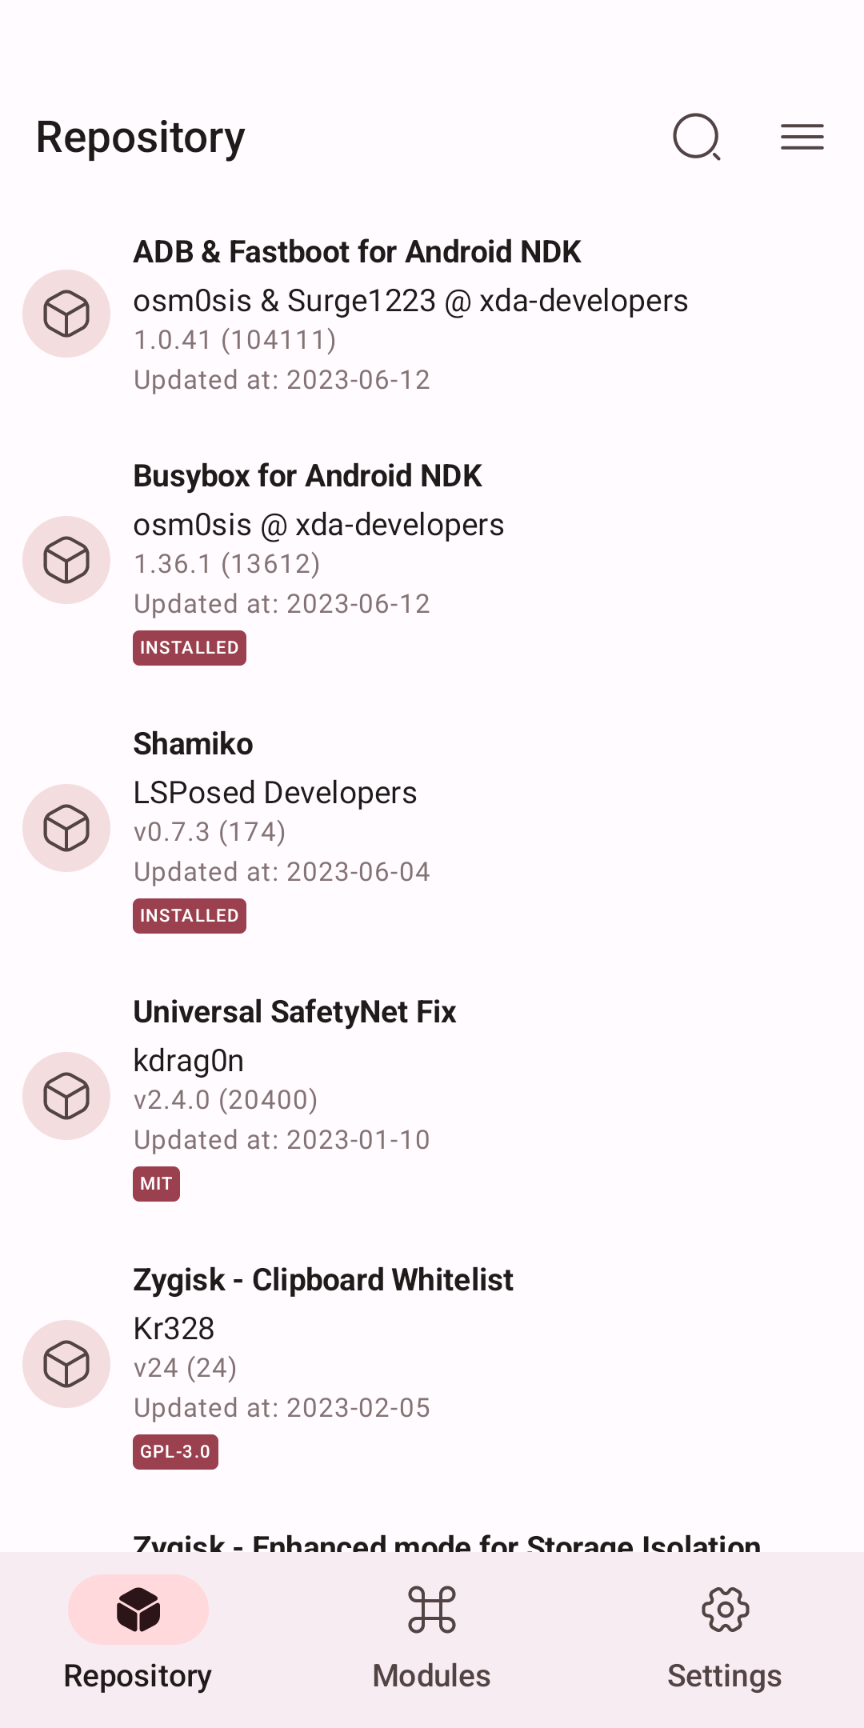 Repository
ADB & Fastboot for Android NDK
osm0sis & Surge1223 @ xda-developers
1.0.41 (104111)
Updated at: 2023-06-12
Busybox for Android NDK
osm0sis @ xda-developers
1.36.1 (13612)
Updated at: 2023-06-12
INSTALLED
Shamiko
LSPosed Developers
v0.7.3 (174)
Updated at: 2023-06-04
INSTALLED
Universal SafetyNet Fix
kdrag0n
v2.4.0 (20400)
Updated at: 2023-01-10
MIT
Zygisk - Clipboard Whitelist
Kr328
v24 (24)
Updated at: 2023-02-05
GPL-3.0
Zygisk - Enhanced mode for Storage Isolation
Repository
Modules
Settings